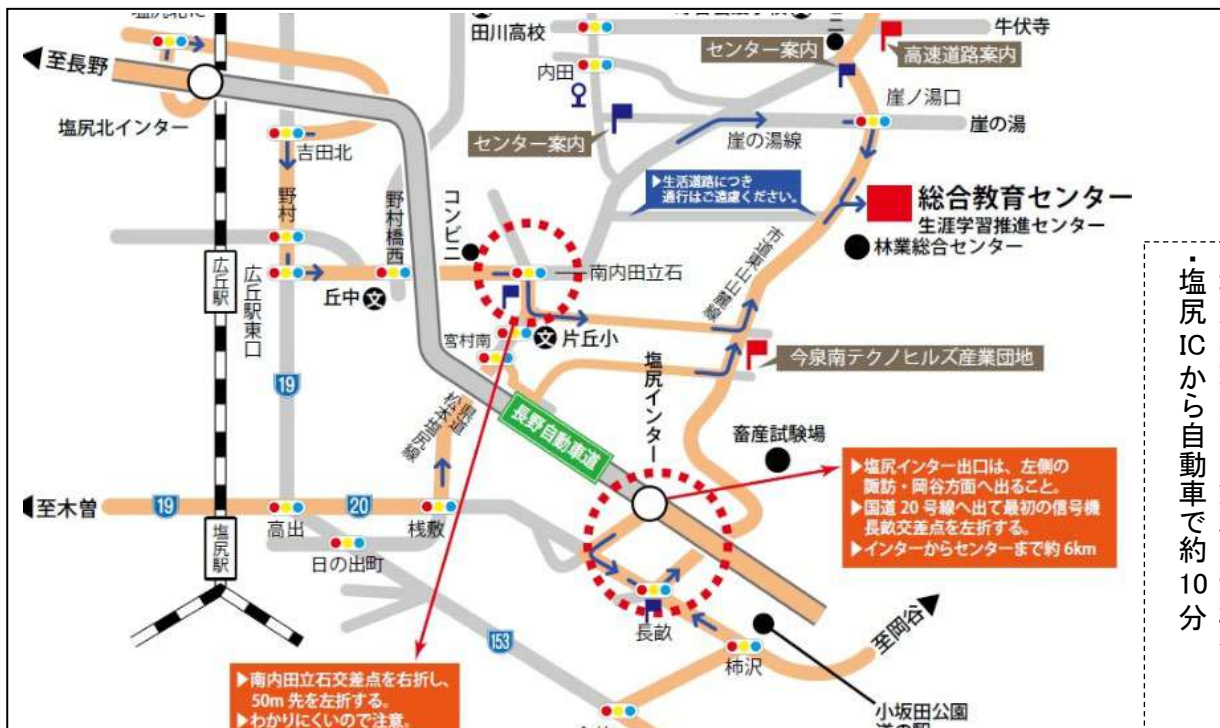 田川高校
牛伏寺
センター案内
高速道路案内
至長野
内田
崖ノ湯口
塩尻北インター
吉田北
センター案内
崖の湯線
崖の湯
▶生活道路につき
通行はご遠慮ください。
総合教育センター
生涯学習推進センター
林業総合センター
野村
野村橋西
コンビニ
広丘駅
広丘駅東口
丘中
文
南内田立石
市道東山山麓線
宮村南
文
片丘小
今泉南テクノヒルズ産業団地
塩尻インター
19
県道
松本塩尻線
長野自動車道
畜産試験場
▶塩尻インター出口は、左側の
諏訪・岡谷方面へ出ること。
▶国道20号線へ出て最初の信号機
長畝交差点を左折する。
▶インターからセンターまで約6km
至木曽
19
20
高出
桟敷
塩尻駅
日の出町
153
長畝
柿沢
至岡谷
小坂田公園
▶南内田立石交差点を右折し、
50m先を左折する。
▶わかりにくいので注意。
・塩尻ICから自動車で約10分